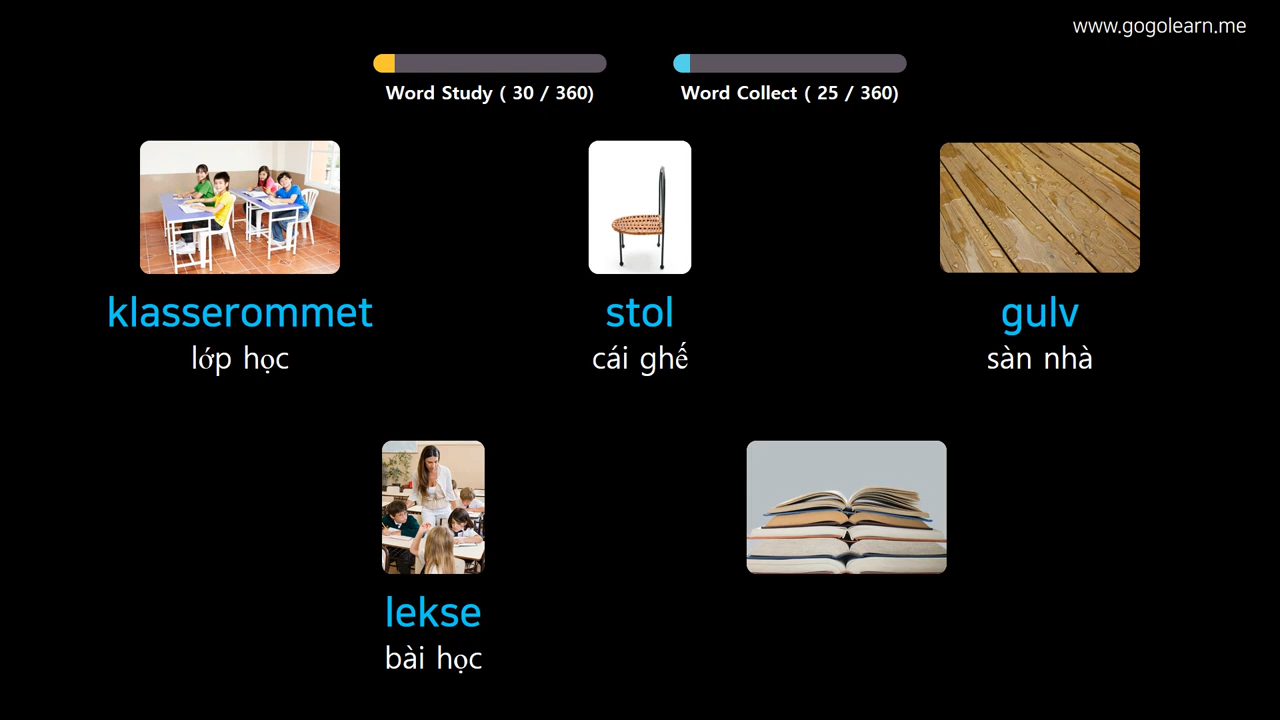 www.gogolearn.me
Word Study ( 30 / 360)
Word Collect ( 25 / 360)
klasserommet
lớp học
stol
cái ghế
gulv
sàn nhà
lekse
bài học